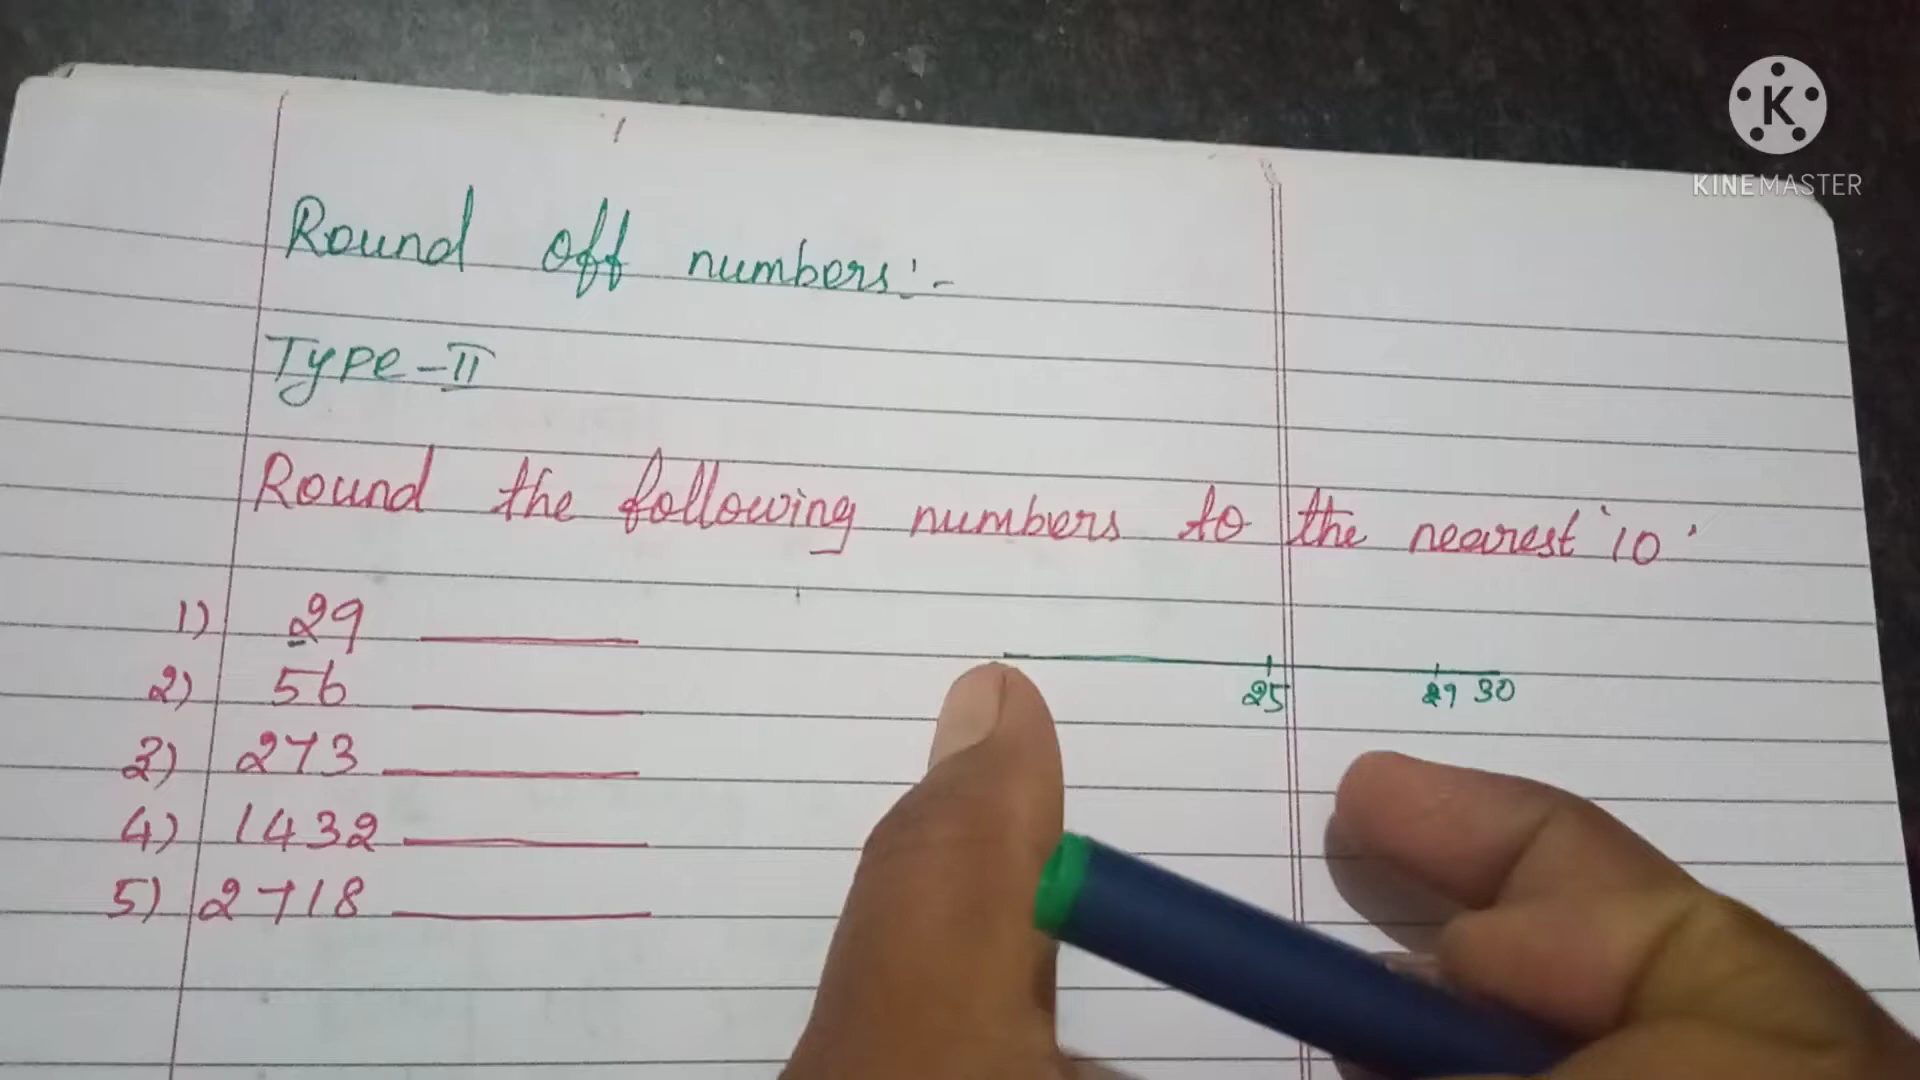 KINEMASTER
Round off numbers:-
Type-II
Round the following numbers to the nearest '10'
1) 29
2) 56
3) 273
4) 1432
5) 2718
25 29 30